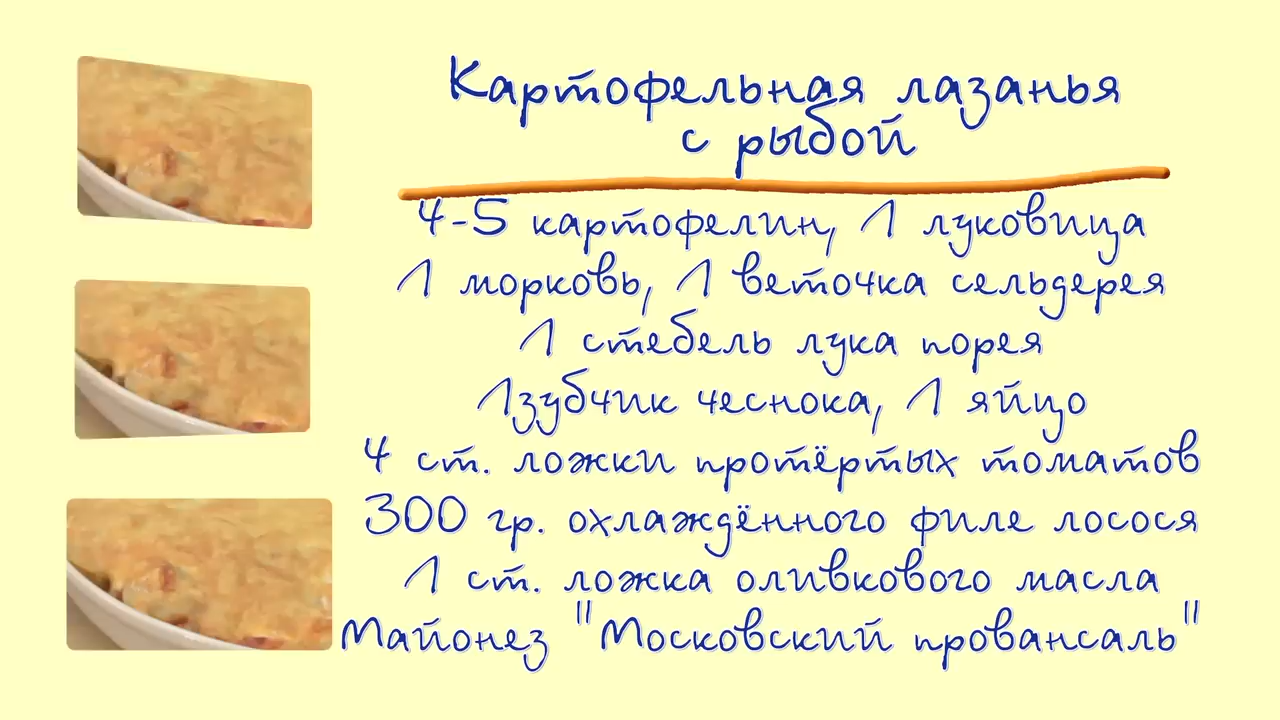 Картофельная лазанья
с рыбой
4-5 картофелин, 1 луковица
1 морковь, 1 веточка сельдерея
1 стебель лука порея
1зубчик чеснока, 1 яйцо
4 ст. ложки протёртых томатов
300 гр. охлаждённого филе лосося
1 ст. ложка оливкового масла
Майонез "Московский провансаль"